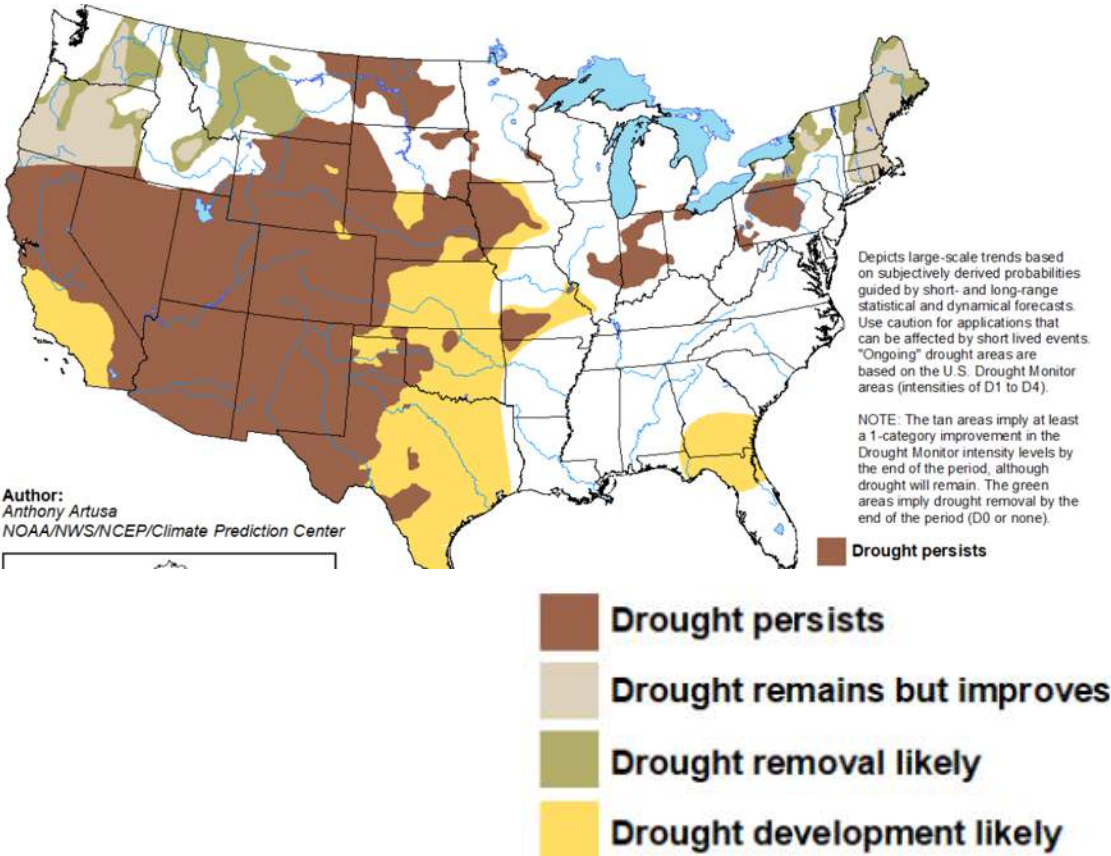 Depicts large-scale trends based
on subjectively derived probabilities
guided by short- and long-range
statistical and dynamical forecasts.
Use caution for applications that
can be affected by short lived events.
"Ongoing" drought areas are
based on the U.S. Drought Monitor
areas (intensities of D1 to D4).
NOTE: The tan areas imply at least
a 1-category improvement in the
Drought Monitor intensity levels by
the end of the period, although
drought will remain. The green
areas imply drought removal by the
end of the period (D0 or none).
Author:
Anthony Artusa
NOAA/NWS/NCEP/Climate Prediction Center
Drought persists
Drought persists
Drought remains but improves
Drought removal likely
Drought development likely